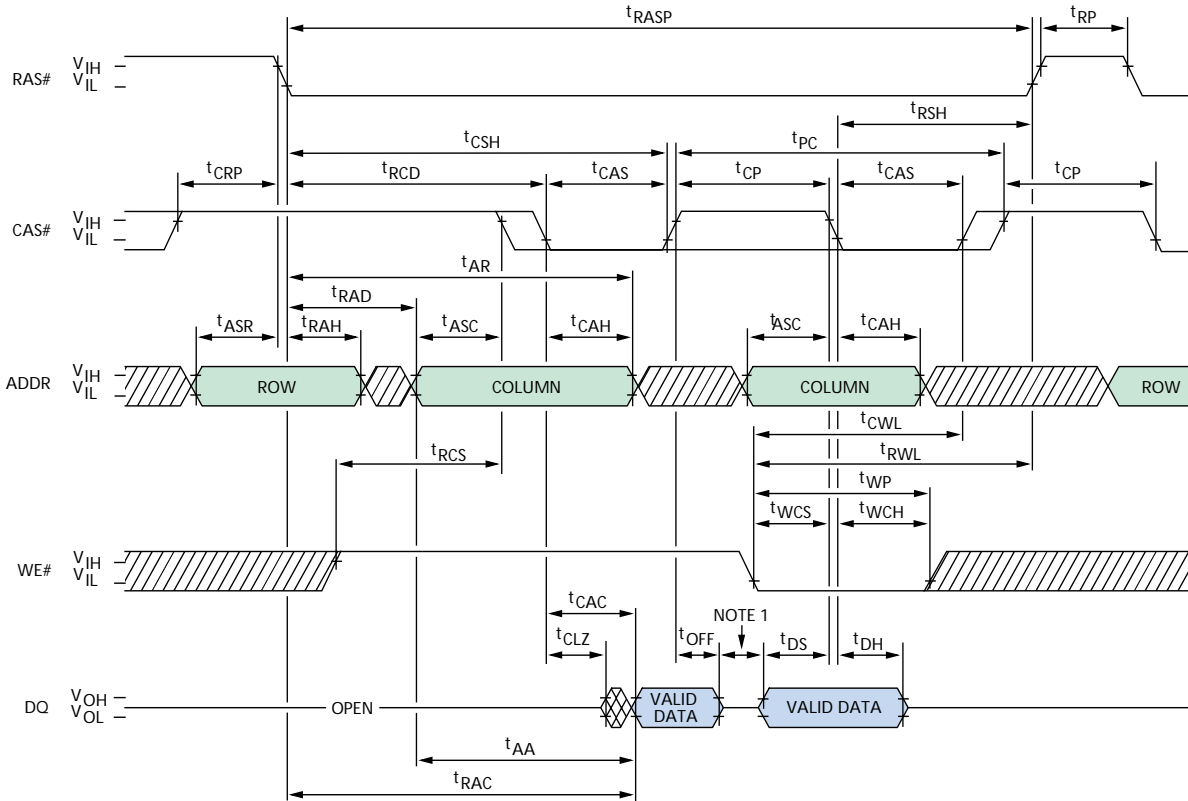 tRASP
tRP
RAS#
VIH
VIL
tRSH
tCSH
tPC
tCRP
tRCD
tCAS
tCP
tCAS
tCP
CAS#
VIH
VIL
tAR
tRAD
tASR
tRAH
tASC
tCAH
tASC
tCAH
ADDR
VIH
VIL
ROW
COLUMN
COLUMN
ROW
tCWL
tRCS
tRWL
tWP
tWCS
tWCH
WE#
VIH
VIL
tCAC
NOTE 1
tCLZ
tOFF
tDS
tDH
DQ
VOH
VOL
OPEN
VALID
DATA
VALID DATA
tAA
tRAC